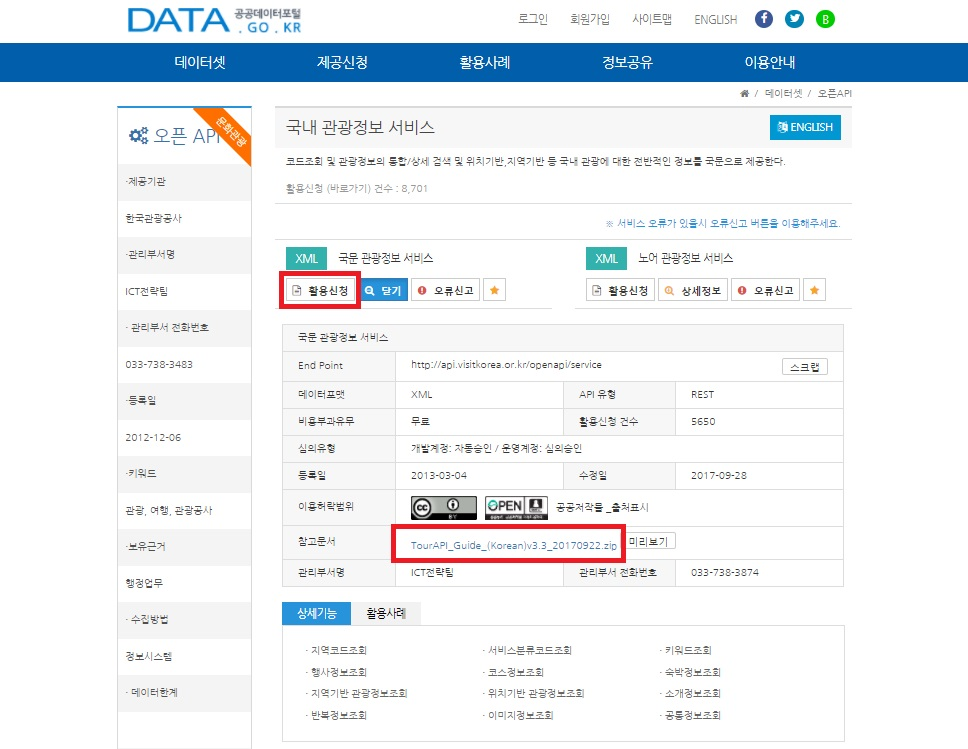 DATA 공공데이터포털 .GO.KR
로그인 회원가입 사이트맵 ENGLISH f B
데이터셋 제공신청 활용사례 정보공유 이용안내
/ 데이터셋 / 오픈API
오픈 API
문화관광
·제공기관
한국관광공사
·관리부서명
ICT전략팀
· 관리부서 전화번호
033-738-3483
·등록일
2012-12-06
·키워드
관광, 여행, 관광공사
·보유근거
행정업무
· 수집방법
정보시스템
· 데이터한계
국내 관광정보 서비스
ENGLISH
코드조회 및 관광정보의 통합/상세 검색 및 위치기반,지역기반 등 국내 관광에 대한 전반적인 정보를 국문으로 제공한다.
활용신청 (바로가기) 건수 : 8,701
※ 서비스 오류가 있을시 오류신고 버튼을 이용해주세요.
XML 국문 관광정보 서비스
활용신청 닫기 오류신고
XML 노어 관광정보 서비스
활용신청 상세정보 오류신고
국문 관광정보 서비스
End Point http://api.visitkorea.or.kr/openapi/service 스크랩
데이터포맷 XML API 유형 REST
비용부과유무 무료 활용신청 건수 5650
심의유형 개발계정: 자동승인 / 운영계정: 심의승인
등록일 2013-03-04 수정일 2017-09-28
이용허락범위 cc BY OPEN 공공저작물 _출처표시
참고문서 TourAPI_Guide_(Korean)v3.3_20170922.zip 미리보기
관리부서명 ICT전략팀 관리부서 전화번호 033-738-3874
상세기능 활용사례
· 지역코드조회 · 서비스분류코드조회 · 키워드조회
· 행사정보조회 · 코스정보조회 · 숙박정보조회
· 지역기반 관광정보조회 · 위치기반 관광정보조회 · 소개정보조회
· 반복정보조회 · 이미지정보조회 · 공통정보조회